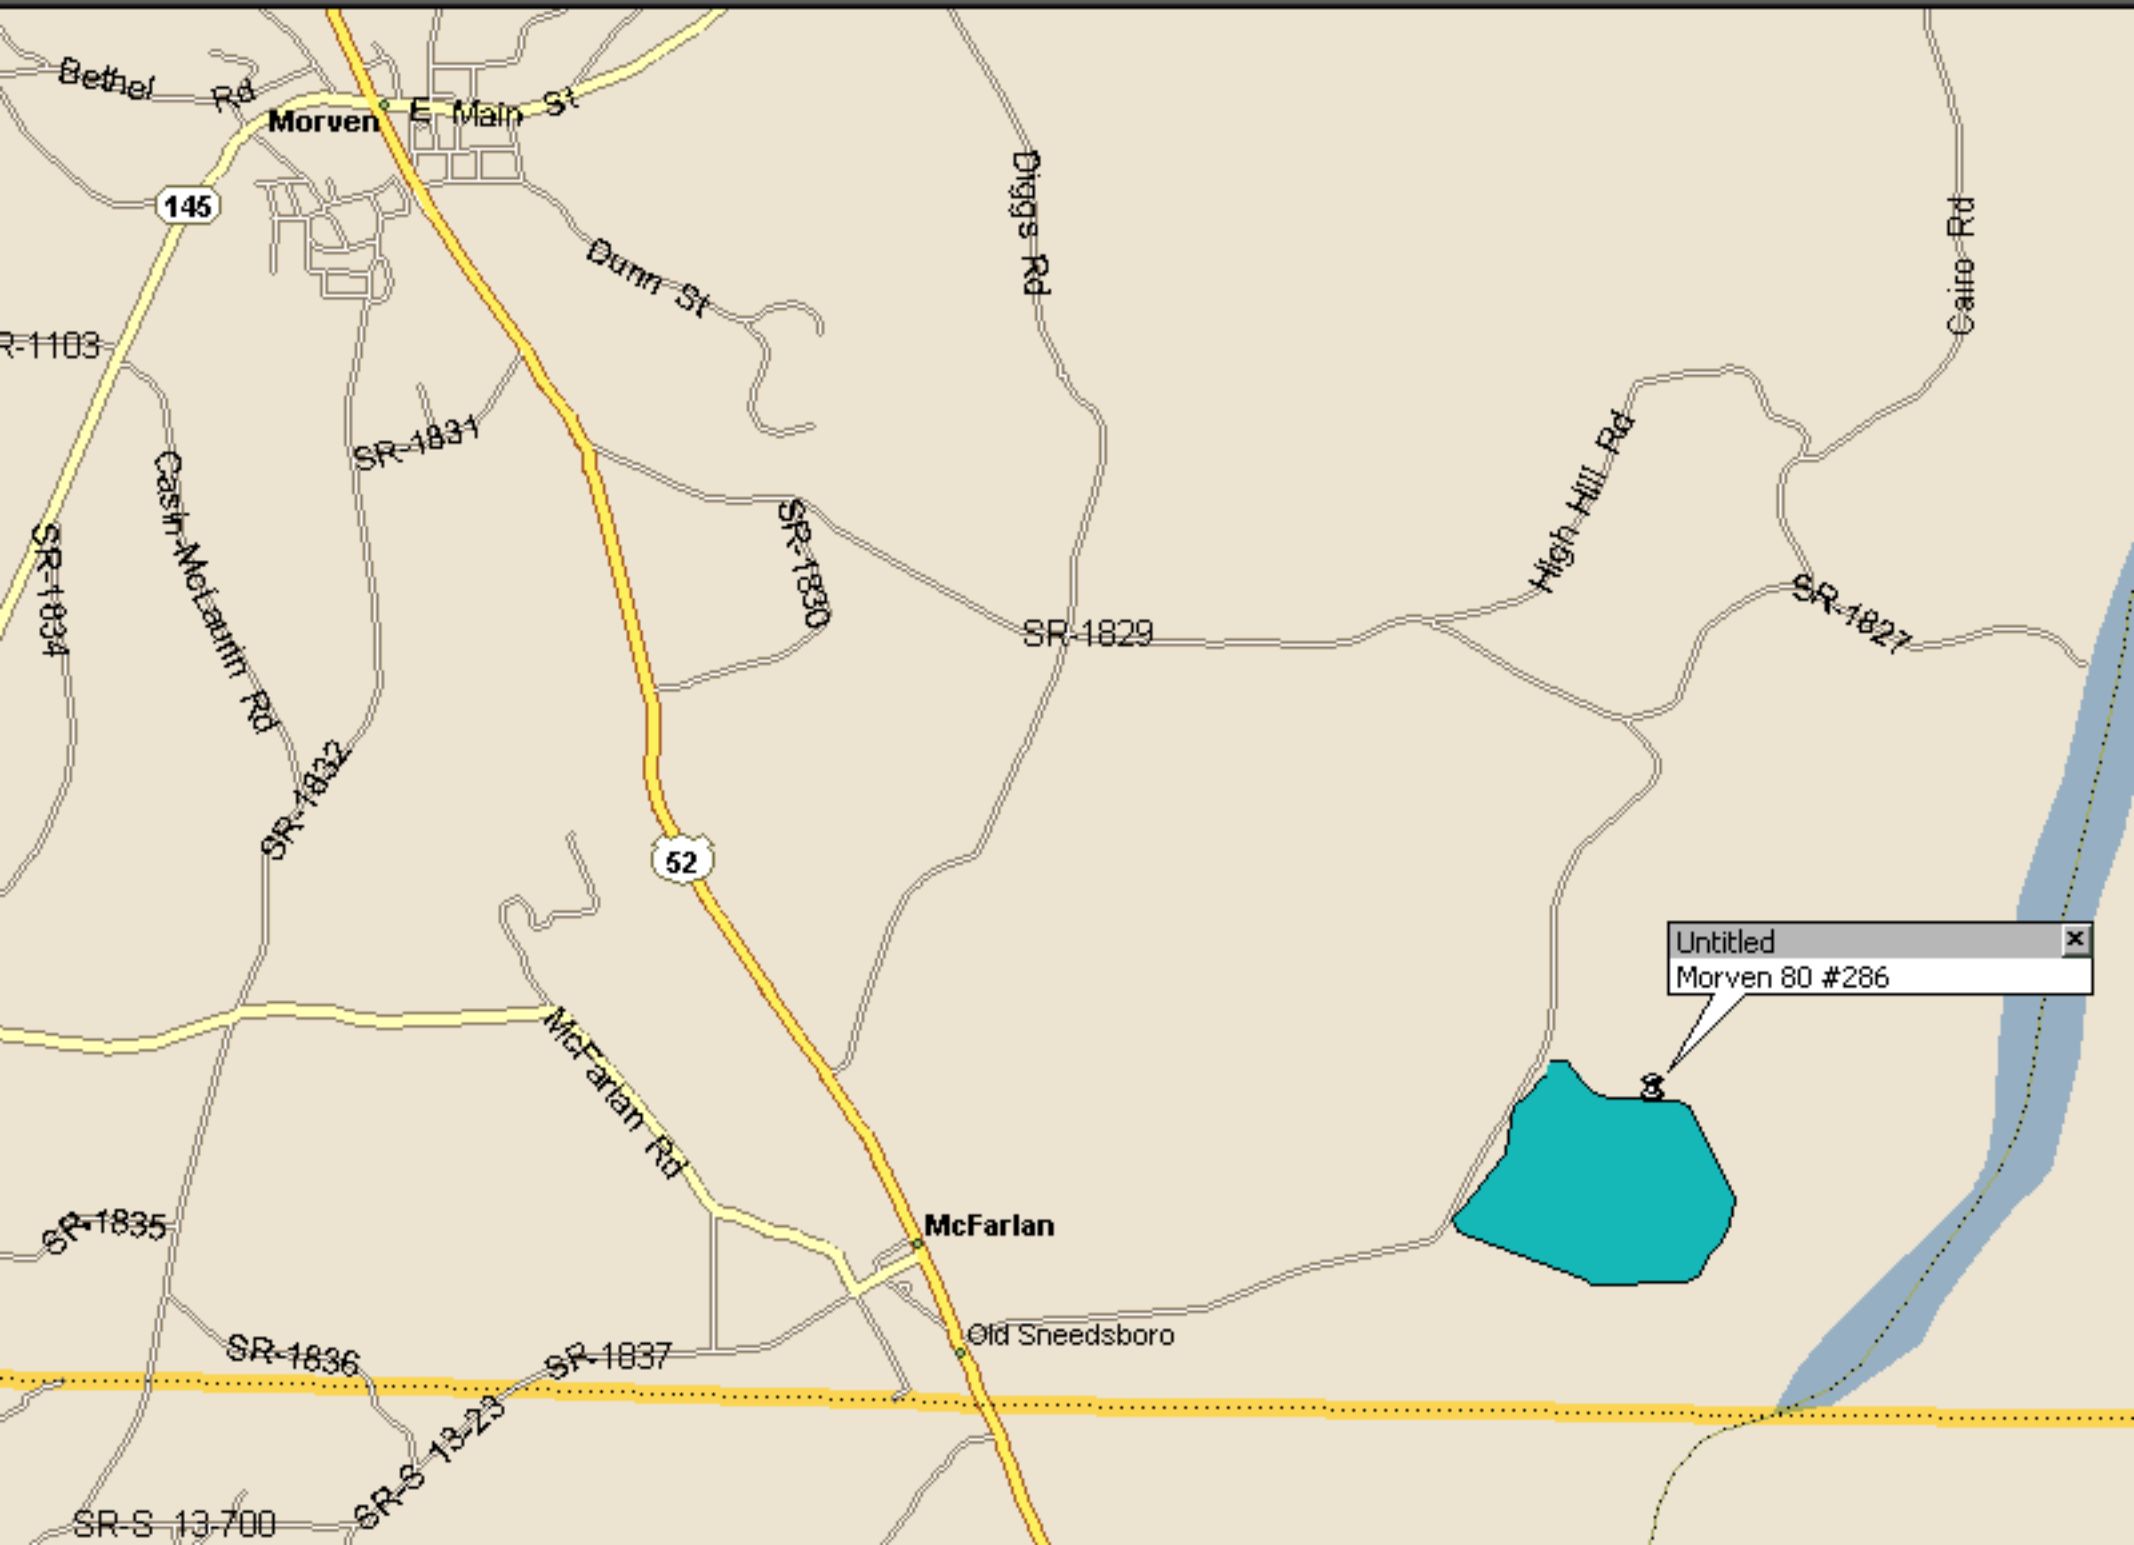 Bethel Rd
Morven
E Main St
145
Diggs Rd
Cairo Rd
Dunn St
R-1103
SR-1831
High Hill Rd
Casin-McLaurin Rd
SR-1834
SR-1830
SR-1829
SR-1827
SR-1832
52
Untitled
Morven 80 #286
McFarlan Rd
SR-1835
McFarlan
Old Sneedsboro
SR-1836
SR-1837
SR-S 13-23
SR-S 13-700